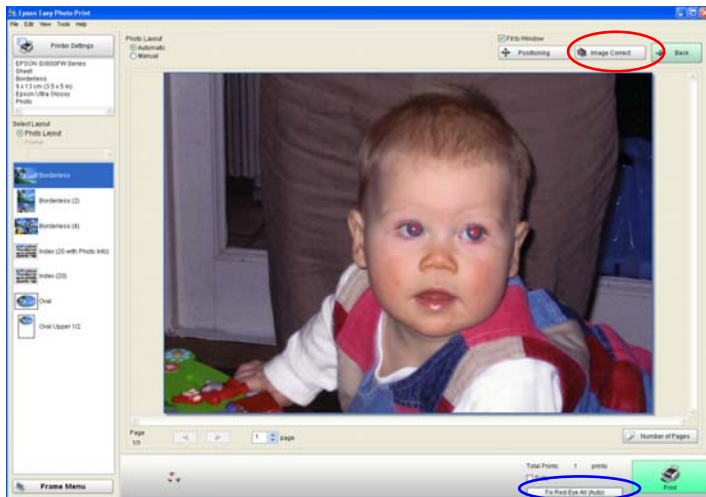 Epson Easy Photo Print
File Edit View Tools Help
Printer Settings
EPSON SX600FW Series
Sheet
Borderless
9 x 13 cm (3.5 x 5 in)
Epson Ultra Glossy
Photo
Select Layout
Photo Layout
Frame
Borderless
Borderless (2)
Borderless (4)
Index (20 with Photo Info)
Index (20)
Oval
Oval Upper 1/2
Frame Menu
Photo Layout
Automatic
Manual
Fit to Window
Positioning
Image Correct
Back
Page
1/1
1 page
Number of Pages
Total Prints: 1 prints
Fix Red-Eye All (Auto)
Print